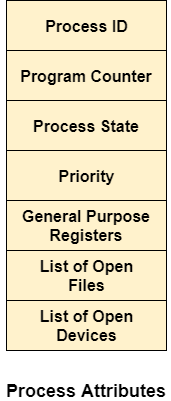 Process ID
Program Counter
Process State
Priority
General Purpose
Registers
List of Open
Files
List of Open
Devices
Process Attributes